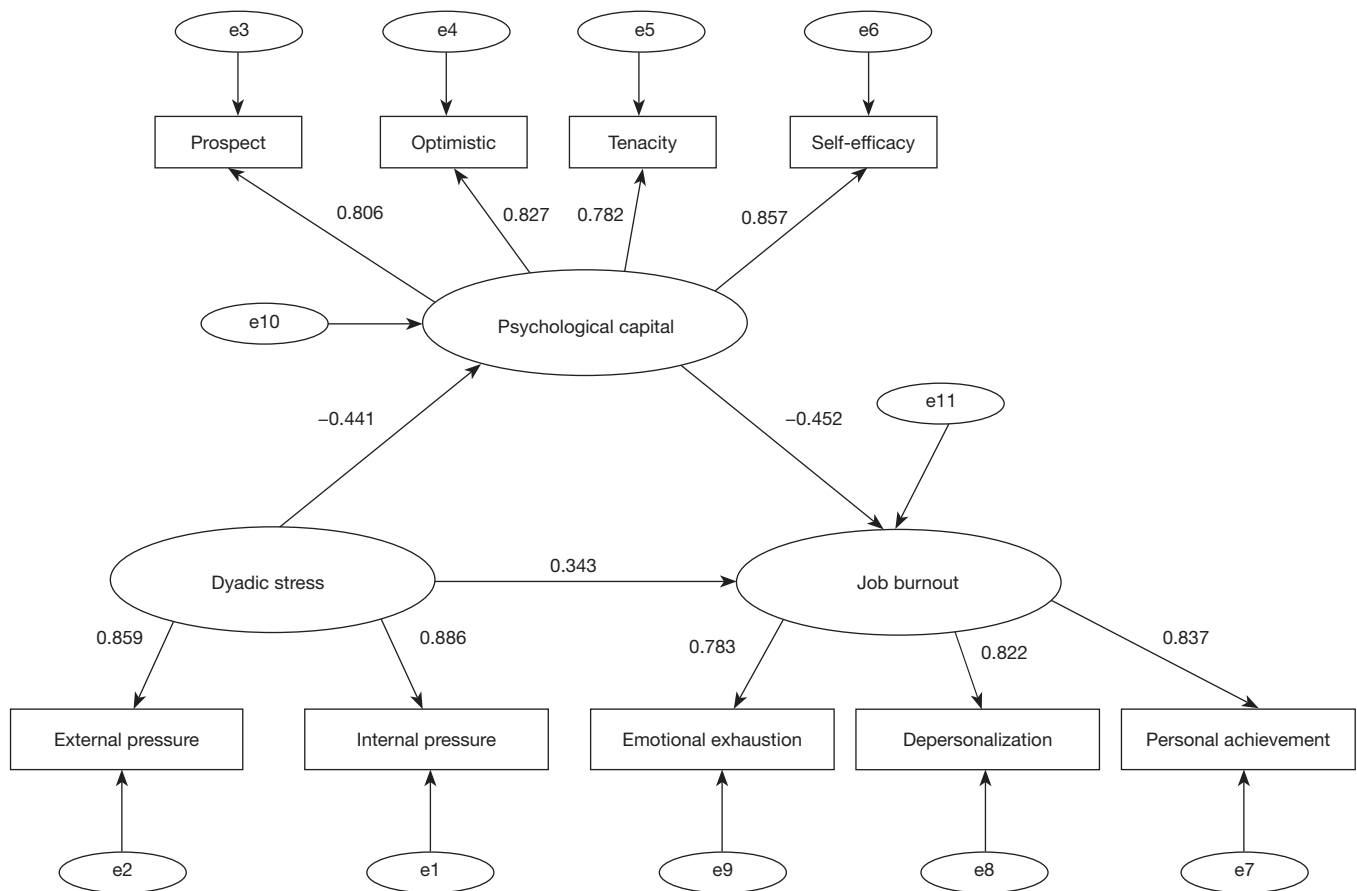 e3
e4
e5
e6
Prospect
Optimistic
Tenacity
Self-efficacy
0.806
0.827
0.782
0.857
e10
Psychological capital
−0.441
−0.452
e11
Dyadic stress
0.343
Job burnout
0.859
0.886
0.783
0.822
0.837
External pressure
Internal pressure
Emotional exhaustion
Depersonalization
Personal achievement
e2
e1
e9
e8
e7